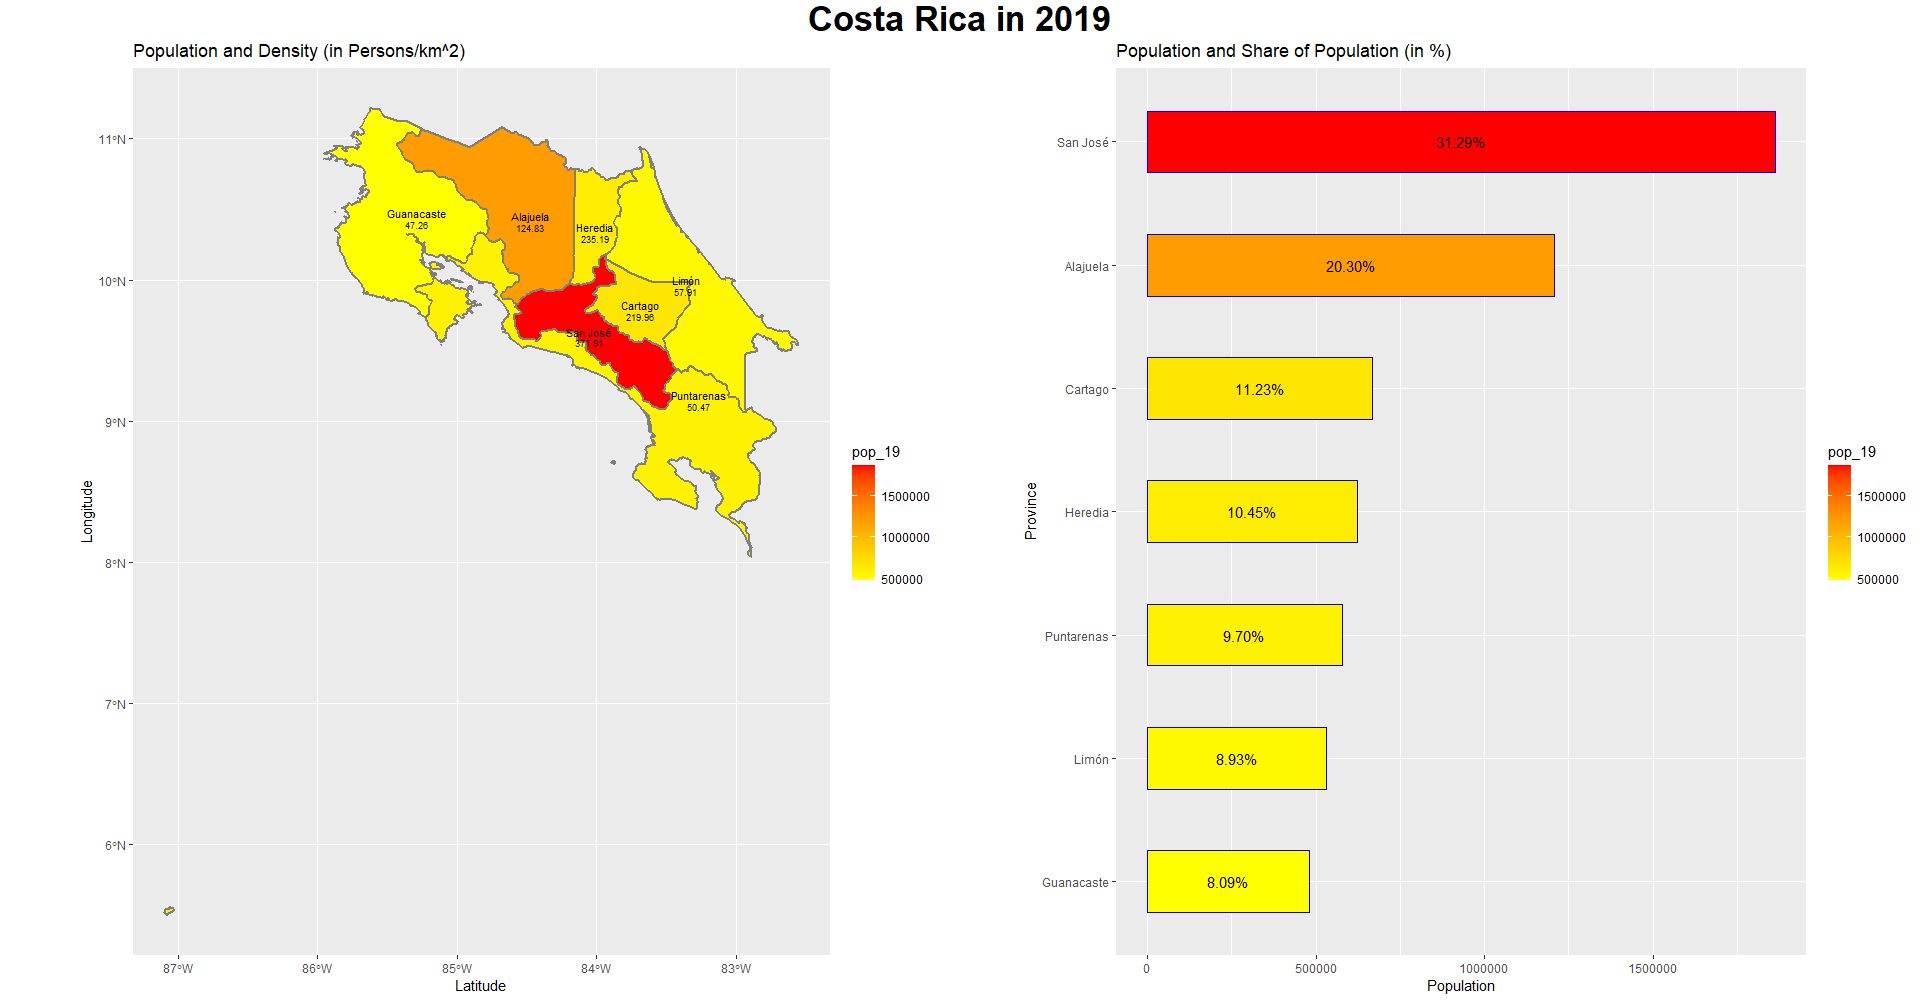 Costa Rica in 2019
Population and Density (in Persons/km^2)
11°N
10°N
9°N
8°N
7°N
6°N
Longitude
Guanacaste
47.26
Alajuela
124.83
Heredia
235.19
Limón
57.91
Cartago
219.96
San José
371.91
Puntarenas
50.47
87°W
86°W
85°W
84°W
83°W
Latitude
pop_19
1500000
1000000
500000
Population and Share of Population (in %)
Province
San José
31.29%
Alajuela
20.30%
Cartago
11.23%
Heredia
10.45%
Puntarenas
9.70%
Limón
8.93%
Guanacaste
8.09%
0
500000
1000000
1500000
Population
pop_19
1500000
1000000
500000